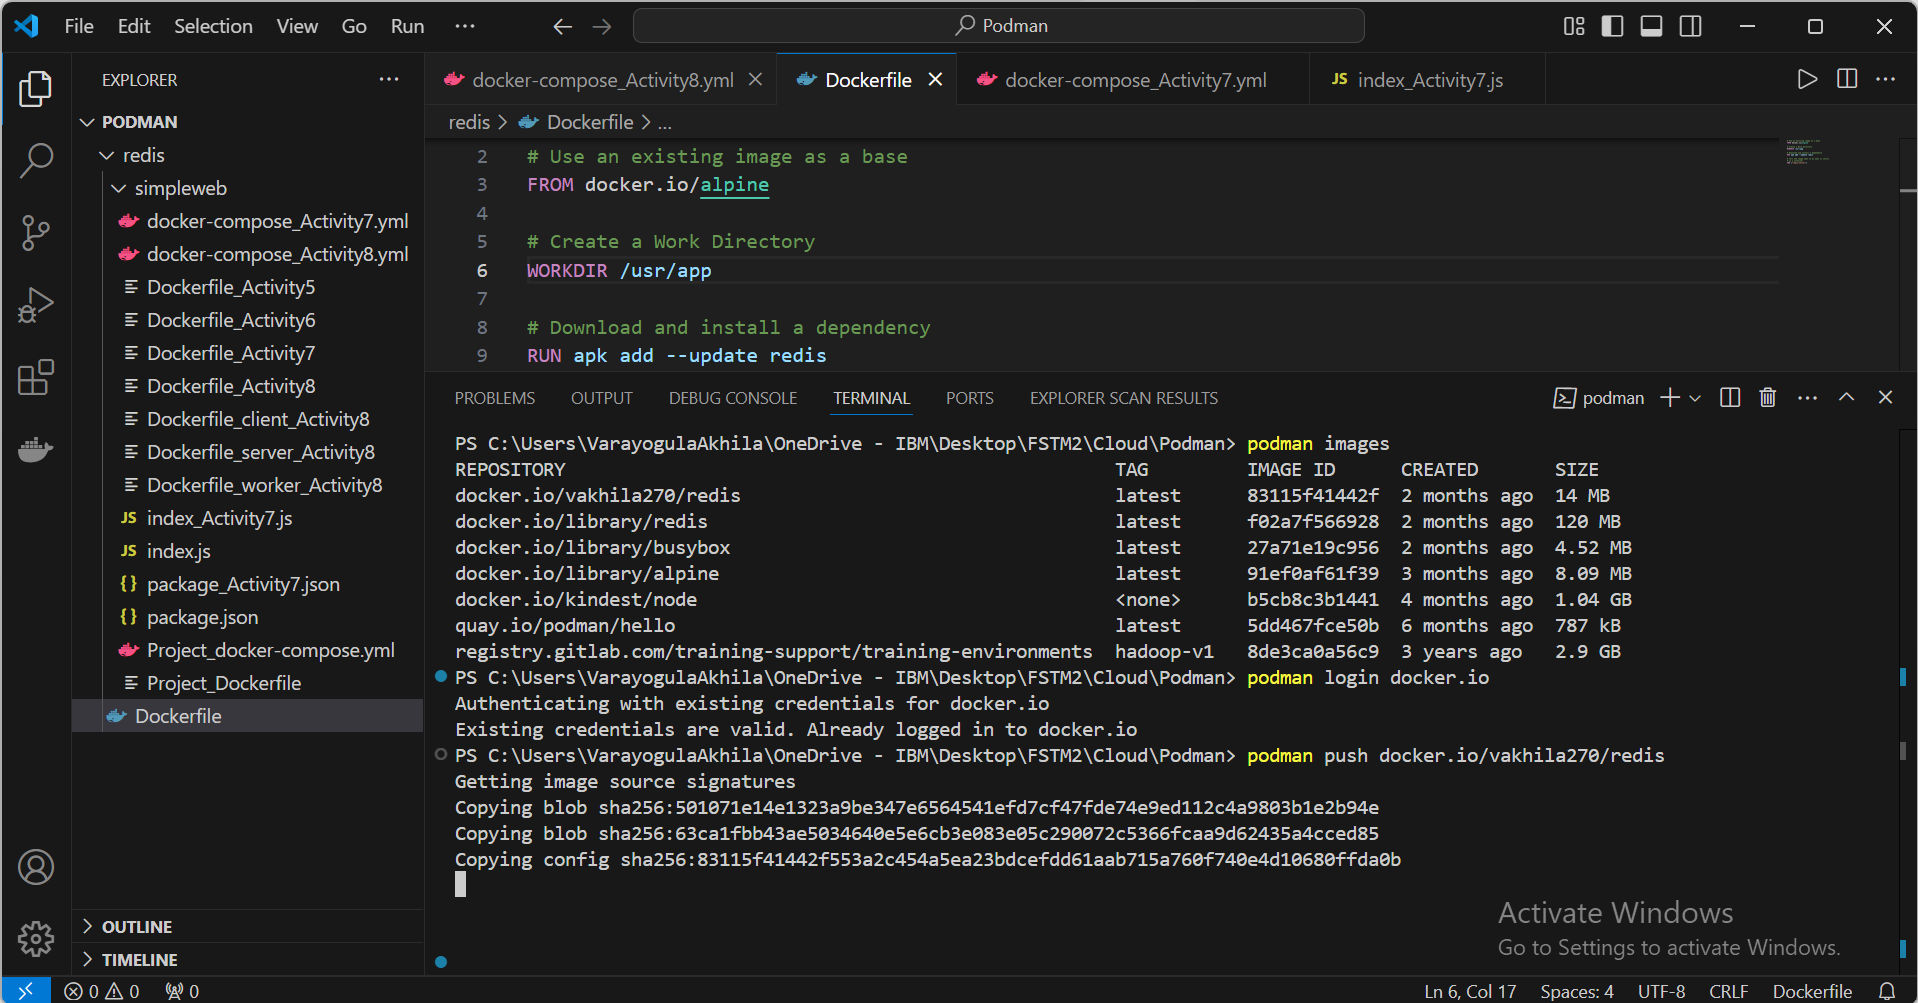 File Edit Selection View Go Run ··· Podman
EXPLORER ···
PODMAN
redis
simpleweb
docker-compose_Activity7.yml
docker-compose_Activity8.yml
Dockerfile_Activity5
Dockerfile_Activity6
Dockerfile_Activity7
Dockerfile_Activity8
Dockerfile_client_Activity8
Dockerfile_server_Activity8
Dockerfile_worker_Activity8
JS index_Activity7.js
JS index.js
{} package_Activity7.json
{} package.json
Project_docker-compose.yml
Project_Dockerfile
Dockerfile
OUTLINE
TIMELINE
docker-compose_Activity8.yml Dockerfile docker-compose_Activity7.yml JS index_Activity7.js
redis > Dockerfile > ...
2 # Use an existing image as a base
3 FROM docker.io/alpine
4
5 # Create a Work Directory
6 WORKDIR /usr/app
7
8 # Download and install a dependency
9 RUN apk add --update redis
PROBLEMS OUTPUT DEBUG CONSOLE TERMINAL PORTS EXPLORER SCAN RESULTS podman
PS C:\Users\VarayogulaAkhila\OneDrive - IBM\Desktop\FSTM2\Cloud\Podman> podman images
REPOSITORY TAG IMAGE ID CREATED SIZE
docker.io/vakhila270/redis latest 83115f41442f 2 months ago 14 MB
docker.io/library/redis latest f02a7f566928 2 months ago 120 MB
docker.io/library/busybox latest 27a71e19c956 2 months ago 4.52 MB
docker.io/library/alpine latest 91ef0af61f39 3 months ago 8.09 MB
docker.io/kindest/node <none> b5cb8c3b1441 4 months ago 1.04 GB
quay.io/podman/hello latest 5dd467fce50b 6 months ago 787 kB
registry.gitlab.com/training-support/training-environments hadoop-v1 8de3ca0a56c9 3 years ago 2.9 GB
PS C:\Users\VarayogulaAkhila\OneDrive - IBM\Desktop\FSTM2\Cloud\Podman> podman login docker.io
Authenticating with existing credentials for docker.io
Existing credentials are valid. Already logged in to docker.io
PS C:\Users\VarayogulaAkhila\OneDrive - IBM\Desktop\FSTM2\Cloud\Podman> podman push docker.io/vakhila270/redis
Getting image source signatures
Copying blob sha256:501071e14e1323a9be347e6564541efd7cf47fde74e9ed112c4a9803b1e2b94e
Copying blob sha256:63ca1fbb43ae5034640e5e6cb3e083e05c290072c5366fcaa9d62435a4cced85
Copying config sha256:83115f41442f553a2c454a5ea23bdcefdd61aab715a760f740e4d10680ffda0b
Activate Windows
Go to Settings to activate Windows.
0 0 0 Ln 6, Col 17 Spaces: 4 UTF-8 CRLF Dockerfile